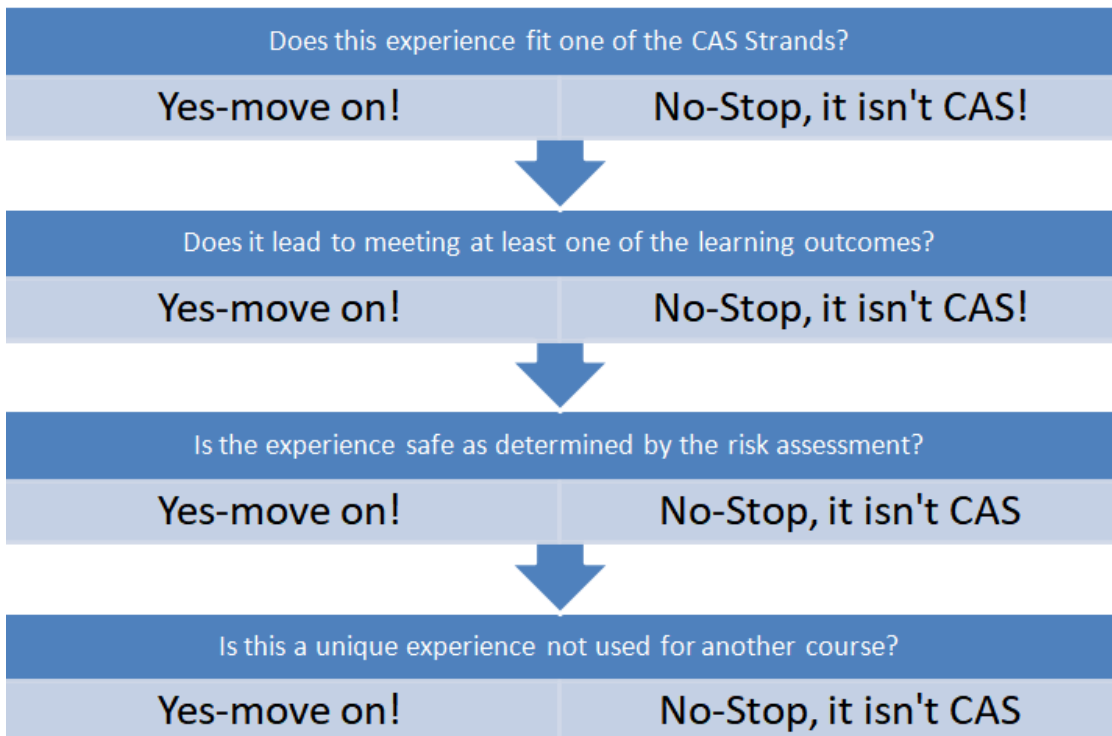 Does this experience fit one of the CAS Strands?
Yes-move on!
No-Stop, it isn't CAS!
Does it lead to meeting at least one of the learning outcomes?
Yes-move on!
No-Stop, it isn't CAS!
Is the experience safe as determined by the risk assessment?
Yes-move on!
No-Stop, it isn't CAS
Is this a unique experience not used for another course?
Yes-move on!
No-Stop, it isn't CAS